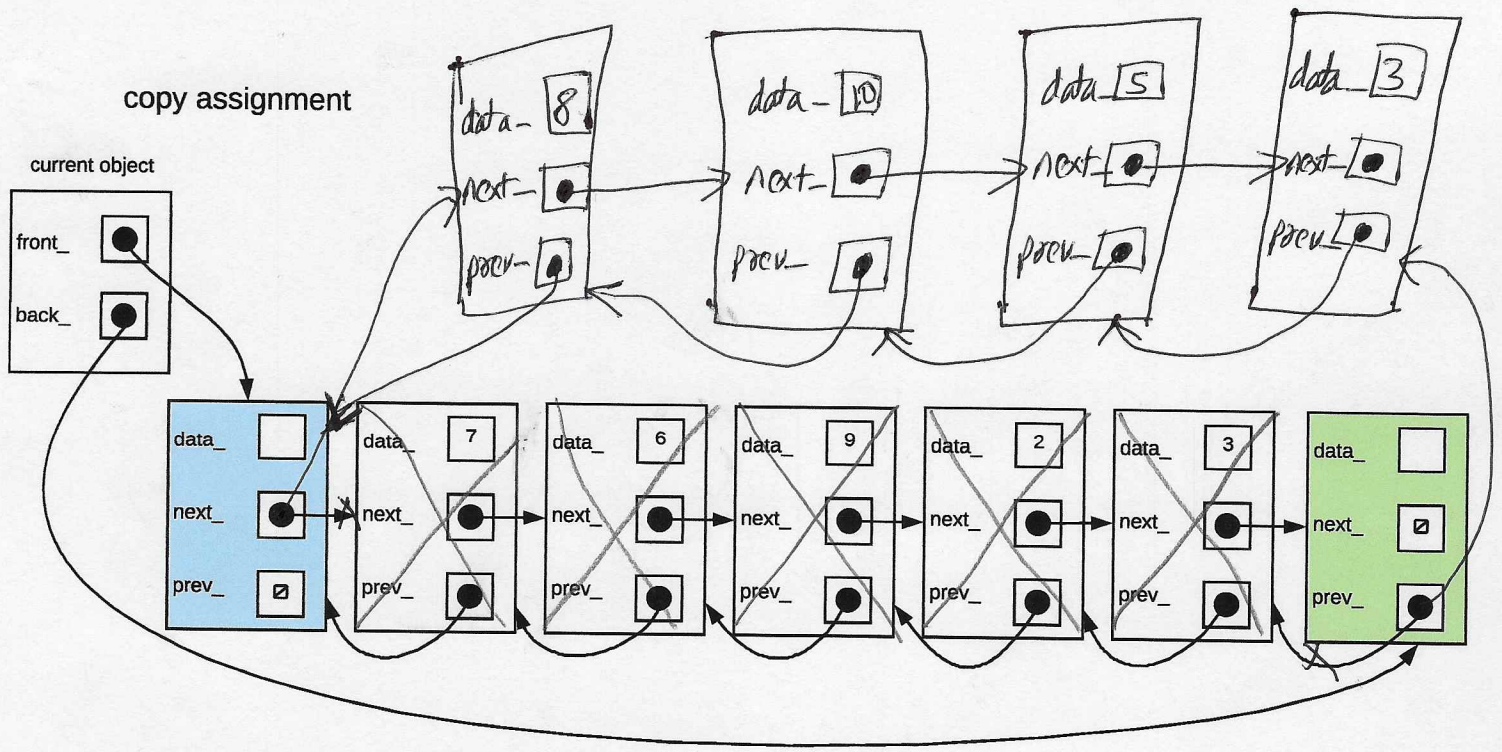 copy assignment
current object
front_
back_
data_ 8
next_
prev_
data_ 10
next_
prev_
data_ 5
next_
prev_
data_ 3
next_
prev_
data_
next_
prev_
data_ 7
next_
prev_
data_ 6
next_
prev_
data_ 9
next_
prev_
data_ 2
next_
prev_
data_ 3
next_
prev_
data_
next_
prev_